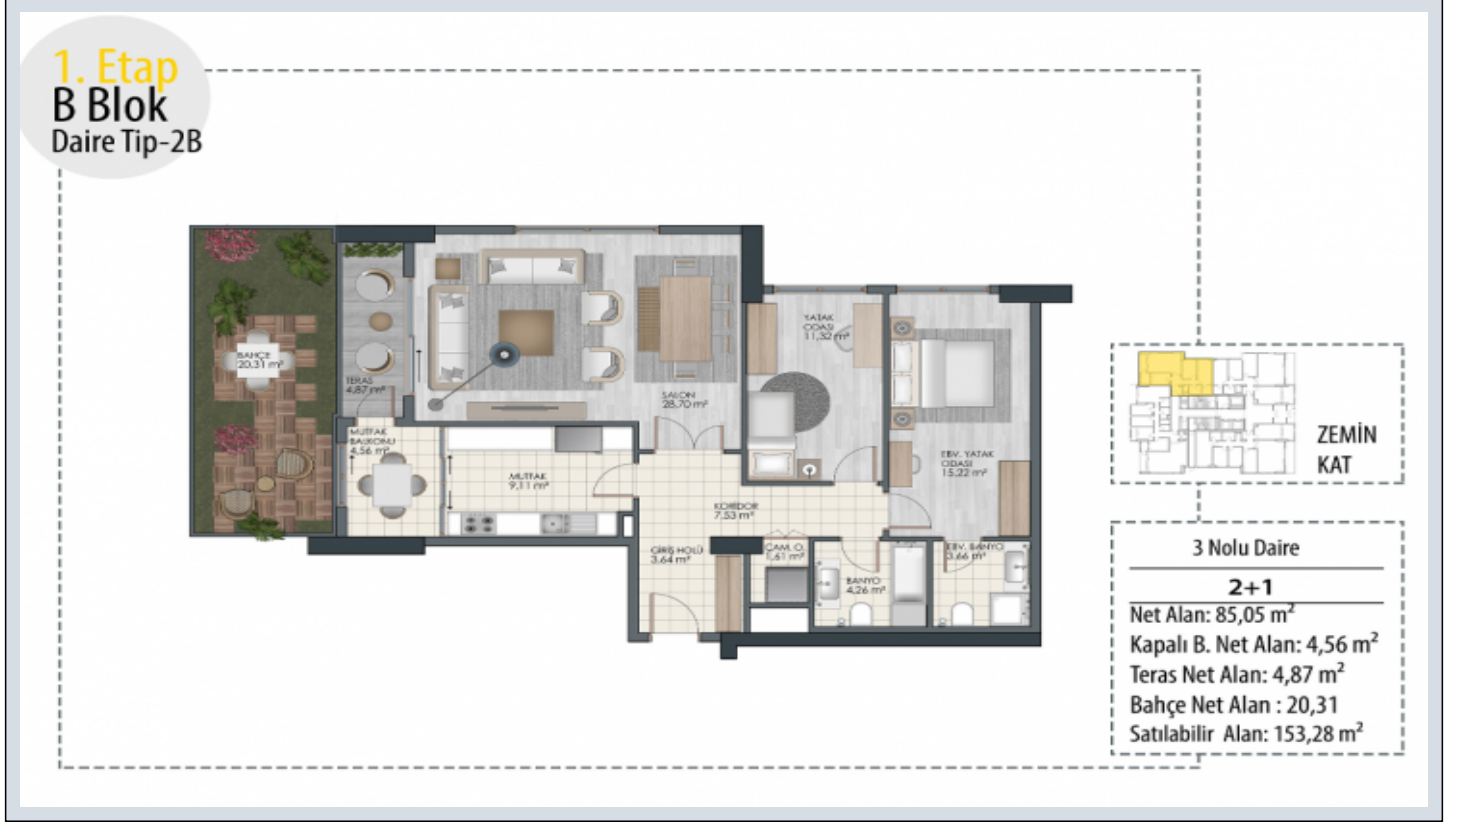 1. Etap
B Blok
Daire Tip-2B
BAHÇE
20,31 m²
TERAS
4,87 m²
MUTFAK
BALKONU
4,56 m²
MUTFAK
9,11 m²
SALON
28,70 m²
YATAK
ODASI
11,32 m²
EBV. YATAK
ODASI
15,22 m²
KORİDOR
7,53 m²
GİRİŞ HOLÜ
3,64 m²
ÇAM. O.
1,61 m²
BANYO
4,26 m²
EBV. BANYO
3,66 m²
ZEMİN
KAT
3 Nolu Daire
2+1
Net Alan: 85,05 m²
Kapalı B. Net Alan: 4,56 m²
Teras Net Alan: 4,87 m²
Bahçe Net Alan : 20,31
Satılabilir Alan: 153,28 m²